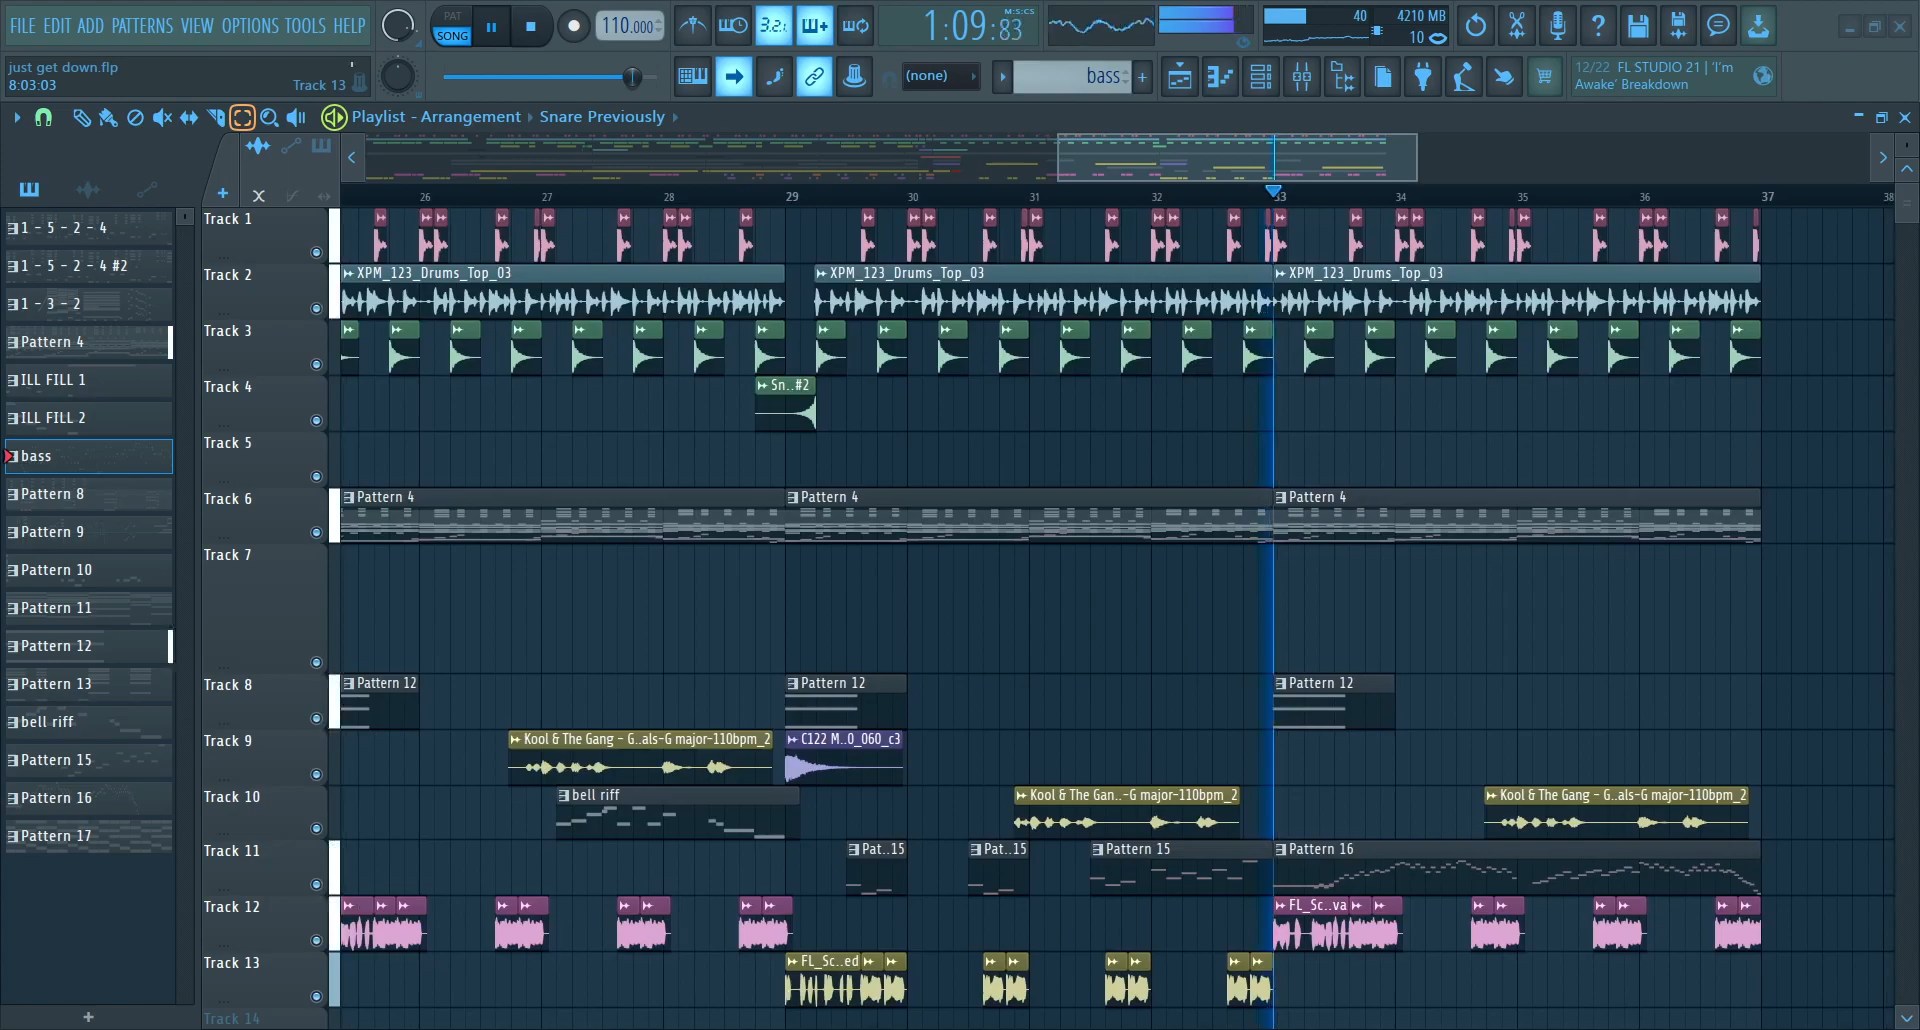 FILE EDIT ADD PATTERNS VIEW OPTIONS TOOLS HELP
PAT
SONG
110.000
3.2.1
M:S:CS
1:09:83
40
4210 MB
10
just get down.flp
8:03:03
Track 13
(none)
bass
12/22 FL STUDIO 21 | 'I'm
Awake' Breakdown
Playlist - Arrangement
Snare Previously
26
27
28
29
30
31
32
33
34
35
36
37
38
1 - 5 - 2 - 4
1 - 5 - 2 - 4 #2
1 - 3 - 2
Pattern 4
ILL FILL 1
ILL FILL 2
bass
Pattern 8
Pattern 9
Pattern 10
Pattern 11
Pattern 12
Pattern 13
bell riff
Pattern 15
Pattern 16
Pattern 17
Track 1
Track 2
XPM_123_Drums_Top_03
XPM_123_Drums_Top_03
XPM_123_Drums_Top_03
Track 3
Track 4
Sn..#2
Track 5
Track 6
Pattern 4
Pattern 4
Pattern 4
Track 7
Track 8
Pattern 12
Pattern 12
Pattern 12
Track 9
Kool & The Gang - G..als-G major-110bpm_2
C122 M..0_060_c3
Track 10
bell riff
Kool & The Gan..-G major-110bpm_2
Kool & The Gang - G..als-G major-110bpm_2
Track 11
Pat..15
Pat..15
Pattern 15
Pattern 16
Track 12
FL_Sc..va
Track 13
FL_Sc..ed
Track 14